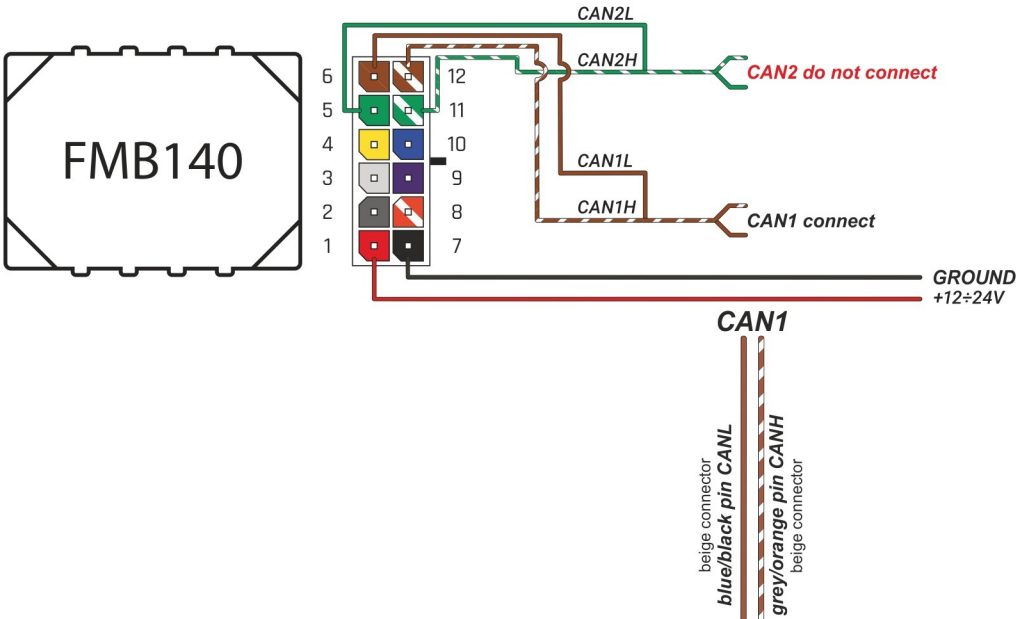 CAN2L
CAN2H
CAN2 do not connect
FMB140
6
12
5
11
4
10
3
9
2
8
1
7
CAN1L
CAN1H
CAN1 connect
GROUND
+12÷24V
CAN1
beige connector
blue/black pin CANL
grey/orange pin CANH
beige connector